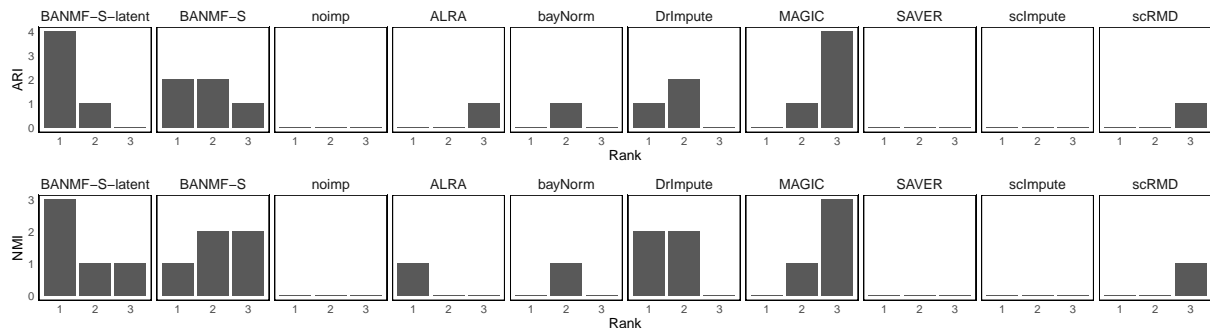 BANMF−S−latent BANMF−S noimp ALRA bayNorm DrImpute MAGIC SAVER scImpute scRMD
4
3
2
1
0
ARI
1 2 3 1 2 3 1 2 3 1 2 3 1 2 3 1 2 3 1 2 3 1 2 3 1 2 3 1 2 3
Rank
BANMF−S−latent BANMF−S noimp ALRA bayNorm DrImpute MAGIC SAVER scImpute scRMD
3
2
1
0
NMI
1 2 3 1 2 3 1 2 3 1 2 3 1 2 3 1 2 3 1 2 3 1 2 3 1 2 3 1 2 3
Rank